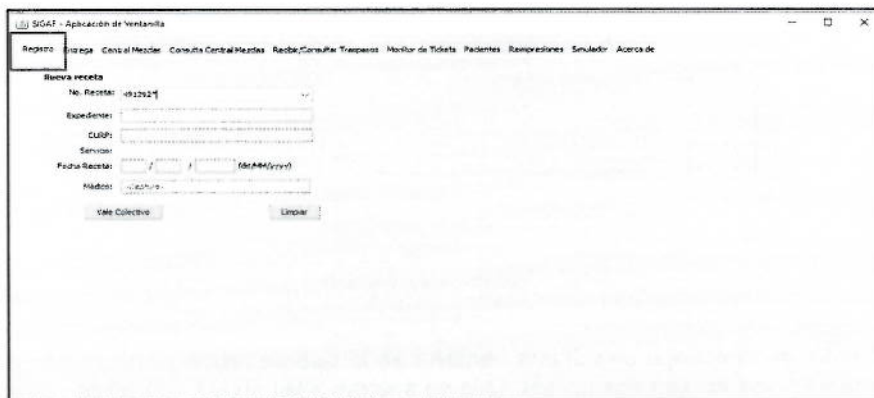 SIGAF - Aplicación de Ventanilla
Registro Entrega Central Mezclas Consulta Central Mezclas Recibir/Consultar Traspasos Monitor de Tickets Pacientes Reimpresiones Simulador Acerca de
Nueva receta
No. Receta:
Expediente:
CURP:
Servicio:
Fecha Receta: / / (dd/MM/yyyy)
Médico:
Vale Colectivo Limpiar